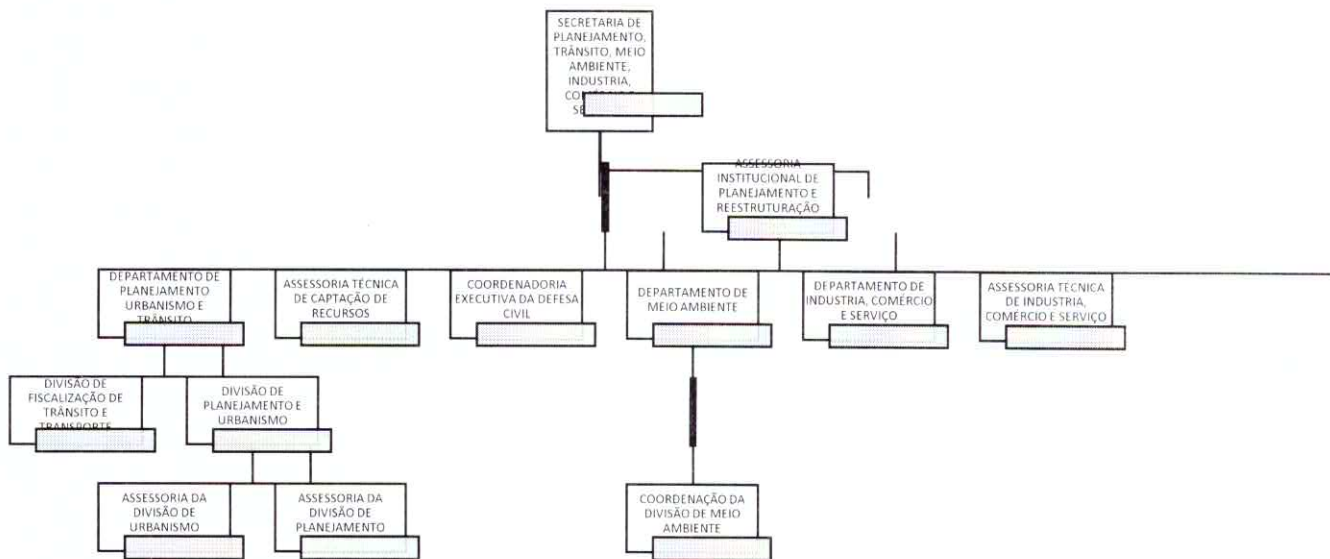 SECRETARIA DE
PLANEJAMENTO,
TRÂNSITO, MEIO
AMBIENTE,
INDUSTRIA,
ASSESSORIA
INSTITUCIONAL DE
PLANEJAMENTO E
REESTRUTURAÇÃO
DEPARTAMENTO DE
PLANEJAMENTO
URBANISMO E
TRÂNSITO
ASSESSORIA TÉCNICA
DE CAPTAÇÃO DE
RECURSOS
COORDENADORIA
EXECUTIVA DA DEFESA
CIVIL
DEPARTAMENTO DE
MEIO AMBIENTE
DEPARTAMENTO DE
INDUSTRIA, COMÉRCIO
E SERVIÇO
ASSESSORIA TÉCNICA
DE INDUSTRIA,
COMÉRCIO E SERVIÇO
DIVISÃO DE
FISCALIZAÇÃO DE
TRÂNSITO E
TRANSPORTE
DIVISÃO DE
PLANEJAMENTO E
URBANISMO
ASSESSORIA DA
DIVISÃO DE
URBANISMO
ASSESSORIA DA
DIVISÃO DE
PLANEJAMENTO
COORDENAÇÃO DA
DIVISÃO DE MEIO
AMBIENTE